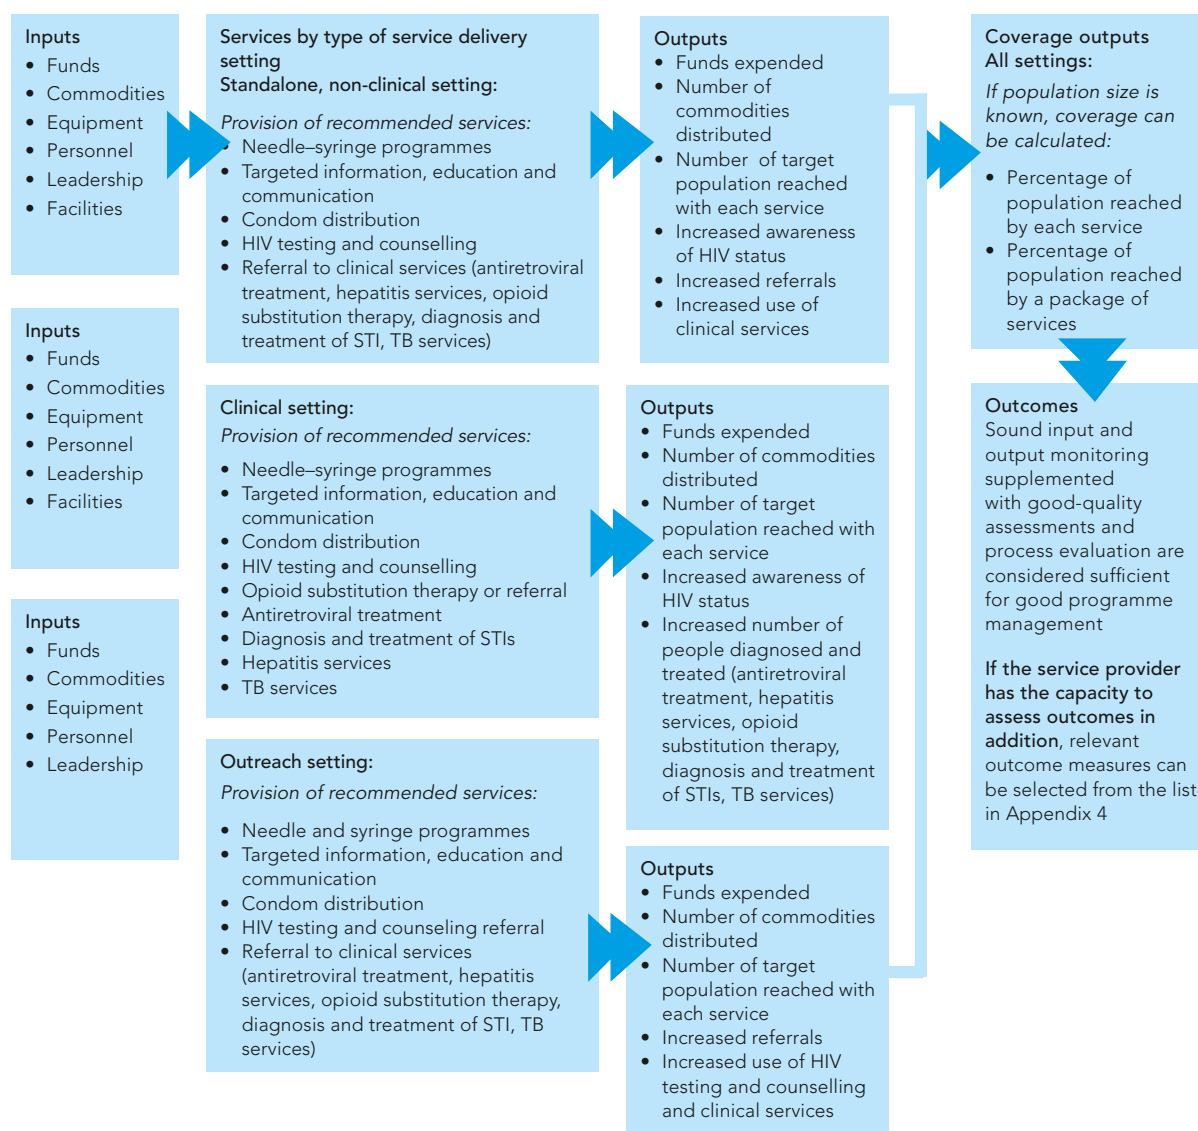 Inputs
• Funds
• Commodities
• Equipment
• Personnel
• Leadership
• Facilities
Services by type of service delivery
setting
Standalone, non-clinical setting:
Provision of recommended services:
• Needle–syringe programmes
• Targeted information, education and
communication
• Condom distribution
• HIV testing and counselling
• Referral to clinical services (antiretroviral
treatment, hepatitis services, opioid
substitution therapy, diagnosis and
treatment of STI, TB services)
Outputs
• Funds expended
• Number of
commodities
distributed
• Number of target
population reached
with each service
• Increased awareness
of HIV status
• Increased referrals
• Increased use of
clinical services
Coverage outputs
All settings:
If population size is
known, coverage can
be calculated:
• Percentage of
population reached
by each service
• Percentage of
population reached
by a package of
services
Inputs
• Funds
• Commodities
• Equipment
• Personnel
• Leadership
• Facilities
Clinical setting:
Provision of recommended services:
• Needle–syringe programmes
• Targeted information, education and
communication
• Condom distribution
• HIV testing and counselling
• Opioid substitution therapy or referral
• Antiretroviral treatment
• Diagnosis and treatment of STIs
• Hepatitis services
• TB services
Outputs
• Funds expended
• Number of commodities
distributed
• Number of target
population reached with
each service
• Increased awareness of
HIV status
• Increased number of
people diagnosed and
treated (antiretroviral
treatment, hepatitis
services, opioid
substitution therapy,
diagnosis and treatment
of STIs, TB services)
Outcomes
Sound input and
output monitoring
supplemented
with good-quality
assessments and
process evaluation are
considered sufficient
for good programme
management
If the service provider
has the capacity to
assess outcomes in
addition, relevant
outcome measures can
be selected from the list
in Appendix 4
Inputs
• Funds
• Commodities
• Equipment
• Personnel
• Leadership
Outreach setting:
Provision of recommended services:
• Needle and syringe programmes
• Targeted information, education and
communication
• Condom distribution
• HIV testing and counseling referral
• Referral to clinical services
(antiretroviral treatment, hepatitis
services, opioid substitution therapy,
diagnosis and treatment of STI, TB
services)
Outputs
• Funds expended
• Number of commodities
distributed
• Number of target
population reached with
each service
• Increased referrals
• Increased use of HIV
testing and counselling
and clinical services